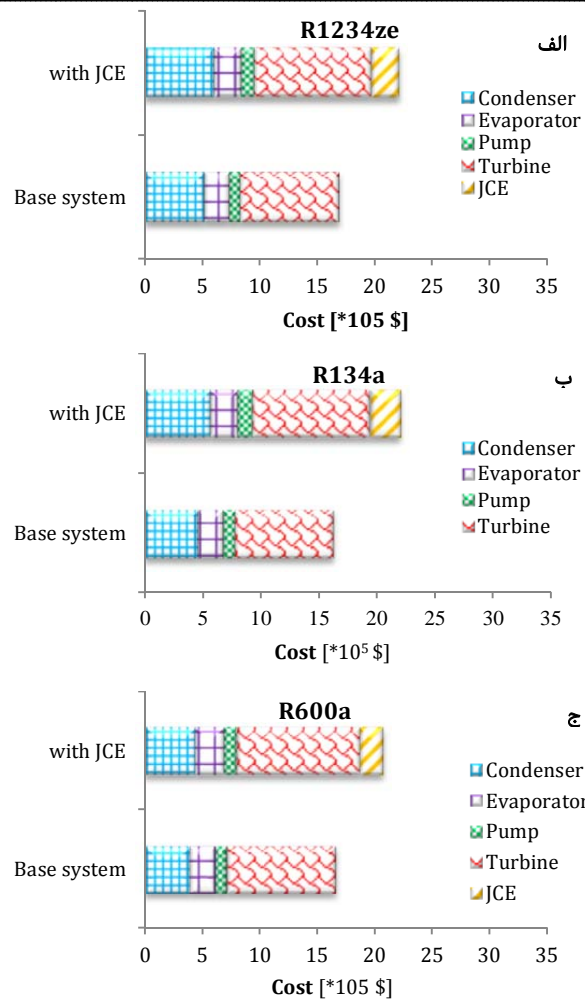 R1234ze
الف
with JCE
Base system
Condenser
Evaporator
Pump
Turbine
JCE
0 5 10 15 20 25 30 35
Cost [*105 $]
R134a
ب
with JCE
Base system
Condenser
Evaporator
Pump
Turbine
0 5 10 15 20 25 30 35
Cost [*10⁵ $]
R600a
ج
with JCE
Base system
Condenser
Evaporator
Pump
Turbine
JCE
0 5 10 15 20 25 30 35
Cost [*105 $]